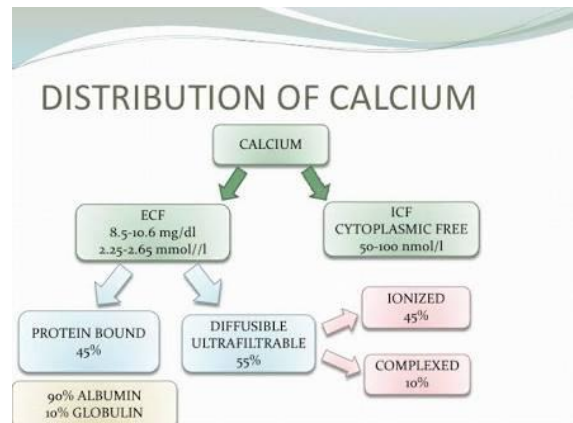 DISTRIBUTION OF CALCIUM
CALCIUM
ECF
8.5-10.6 mg/dl
2.25-2.65 mmol//l
ICF
CYTOPLASMIC FREE
50-100 nmol/l
PROTEIN BOUND
45%
DIFFUSIBLE
ULTRAFILTRABLE
55%
IONIZED
45%
COMPLEXED
10%
90% ALBUMIN
10% GLOBULIN